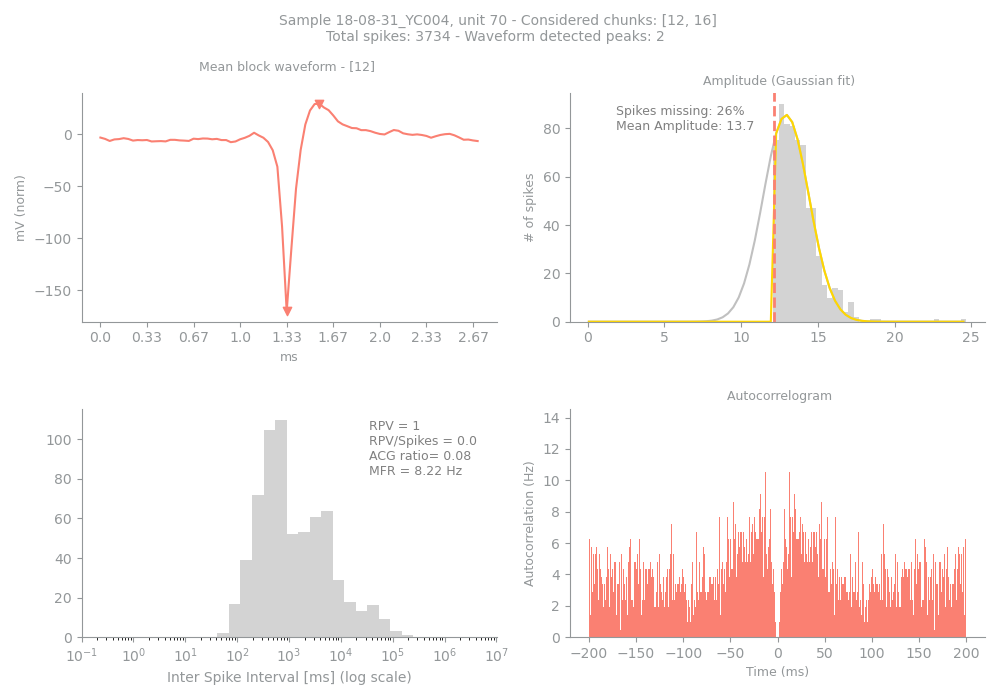 Sample 18-08-31_YC004, unit 70 - Considered chunks: [12, 16]
Total spikes: 3734 - Waveform detected peaks: 2
Mean block waveform - [12]
mV (norm)
0
−50
−100
−150
0.0 0.33 0.67 1.0 1.33 1.67 2.0 2.33 2.67
ms
Amplitude (Gaussian fit)
Spikes missing: 26%
Mean Amplitude: 13.7
# of spikes
80
60
40
20
0
0 5 10 15 20 25
RPV = 1
RPV/Spikes = 0.0
ACG ratio= 0.08
MFR = 8.22 Hz
100
80
60
40
20
0
10⁻¹ 10⁰ 10¹ 10² 10³ 10⁴ 10⁵ 10⁶ 10⁷
Inter Spike Interval [ms] (log scale)
Autocorrelogram
Autocorrelation (Hz)
14
12
10
8
6
4
2
0
−200 −150 −100 −50 0 50 100 150 200
Time (ms)